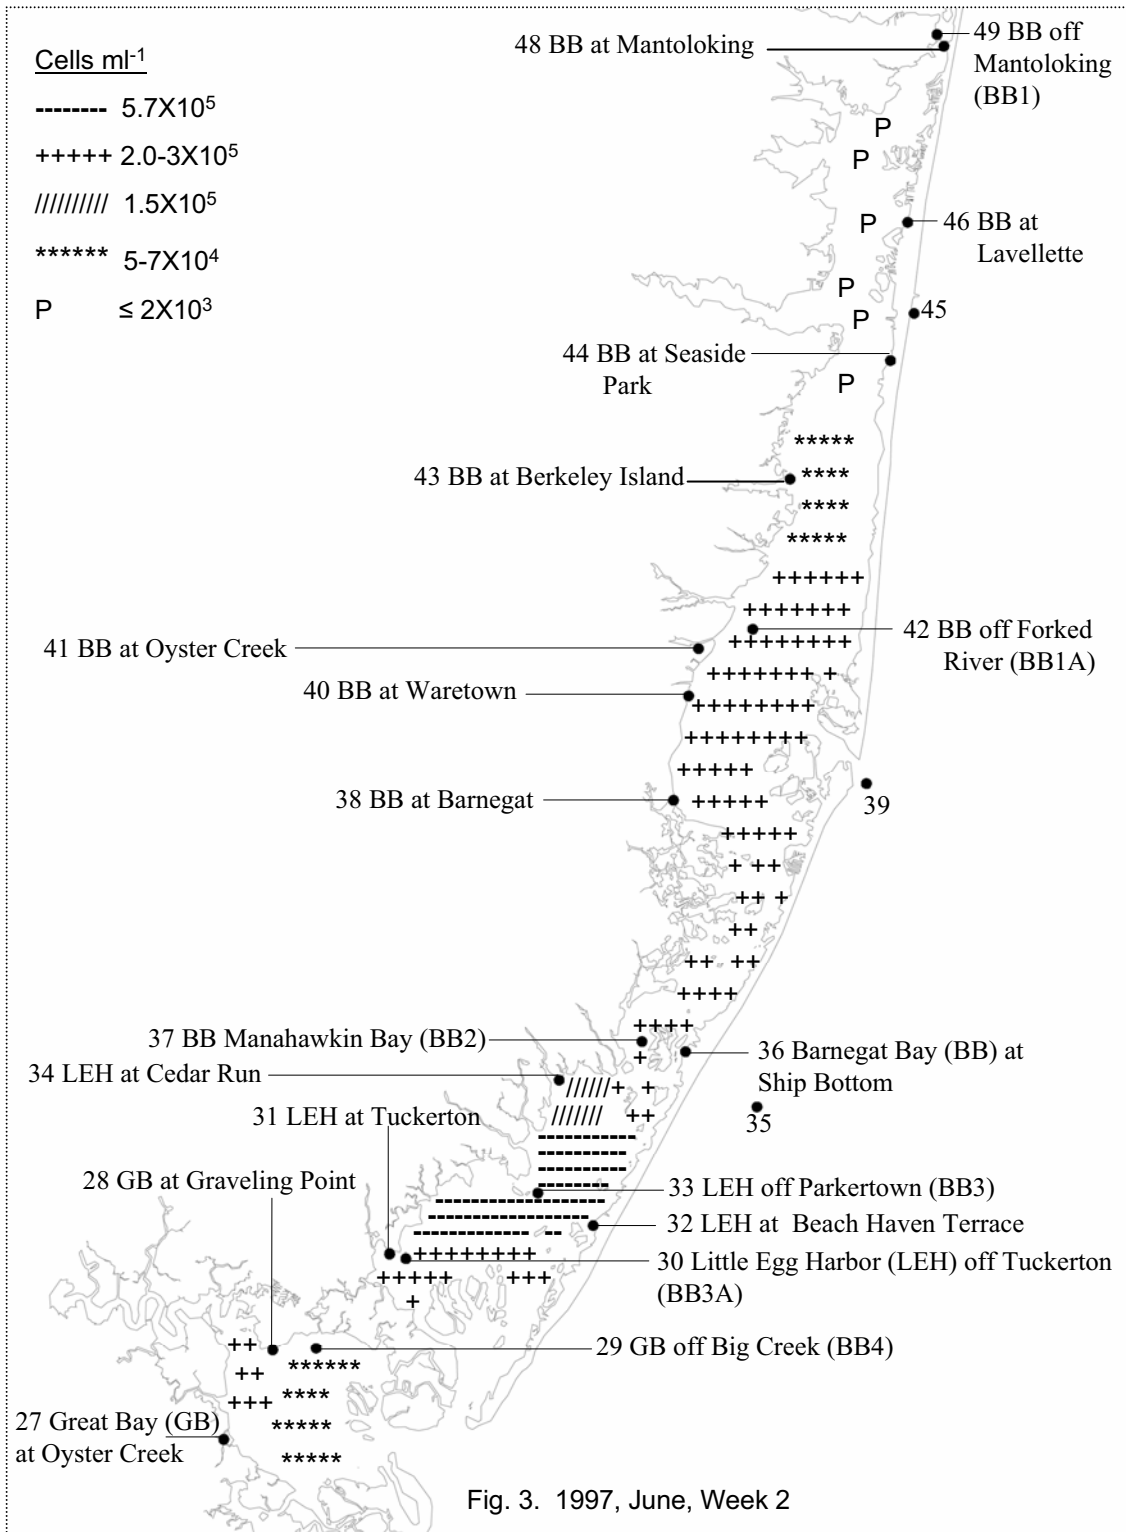 Cells ml-1
-------- 5.7X105
+++++ 2.0-3X105
////////// 1.5X105
****** 5-7X104
P ≤ 2X103
48 BB at Mantoloking
49 BB off
Mantoloking
(BB1)
P
P
P
46 BB at
Lavellette
P
P
45
44 BB at Seaside
Park
P
*****
43 BB at Berkeley Island
****
****
*****
++++++
+++++++
42 BB off Forked
River (BB1A)
++++++++
41 BB at Oyster Creek
+++++++ +
40 BB at Waretown
++++++++
++++++++
+++++
38 BB at Barnegat
+++++
39
+++++
+ ++
++ +
++
++ ++
++++
++++
37 BB Manahawkin Bay (BB2)
+
36 Barnegat Bay (BB) at
Ship Bottom
34 LEH at Cedar Run
//////+ +
31 LEH at Tuckerton
/////// ++
35
-----------
----------
----------
28 GB at Graveling Point
--------
33 LEH off Parkertown (BB3)
-------------------
------------------
32 LEH at Beach Haven Terrace
------------- --
++++++++
30 Little Egg Harbor (LEH) off Tuckerton
(BB3A)
+++++ +++
+
++
29 GB off Big Creek (BB4)
******
++
****
+++
27 Great Bay (GB)
at Oyster Creek
*****
*****
Fig. 3. 1997, June, Week 2